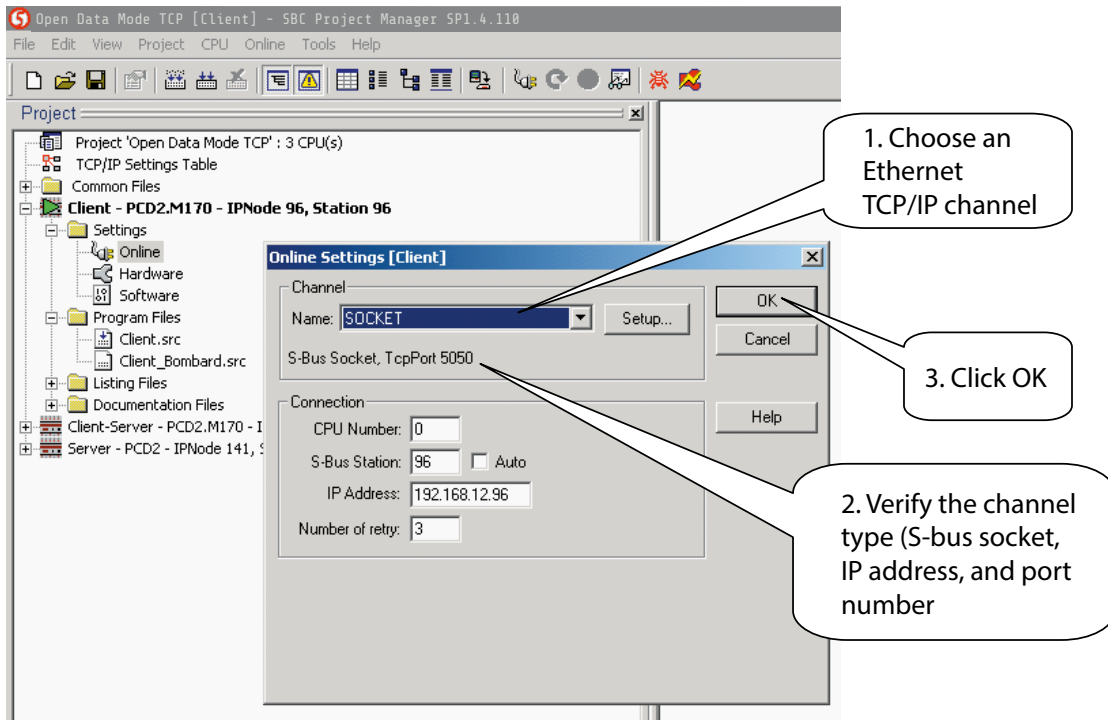 Open Data Mode TCP [Client] - SBC Project Manager SP1.4.110
File Edit View Project CPU Online Tools Help
Project
Project 'Open Data Mode TCP' : 3 CPU(s)
TCP/IP Settings Table
Common Files
Client - PCD2.M170 - IPNode 96, Station 96
Settings
Online
Hardware
Software
Program Files
Client.src
Client_Bombard.src
Listing Files
Documentation Files
Client-Server - PCD2.M170 - I
Server - PCD2 - IPNode 141, S
Online Settings [Client]
Channel
Name: SOCKET
Setup...
S-Bus Socket, TcpPort 5050
Connection
CPU Number: 0
S-Bus Station: 96 Auto
IP Address: 192.168.12.96
Number of retry: 3
OK
Cancel
Help
1. Choose an
Ethernet
TCP/IP channel
3. Click OK
2. Verify the channel
type (S-bus socket,
IP address, and port
number